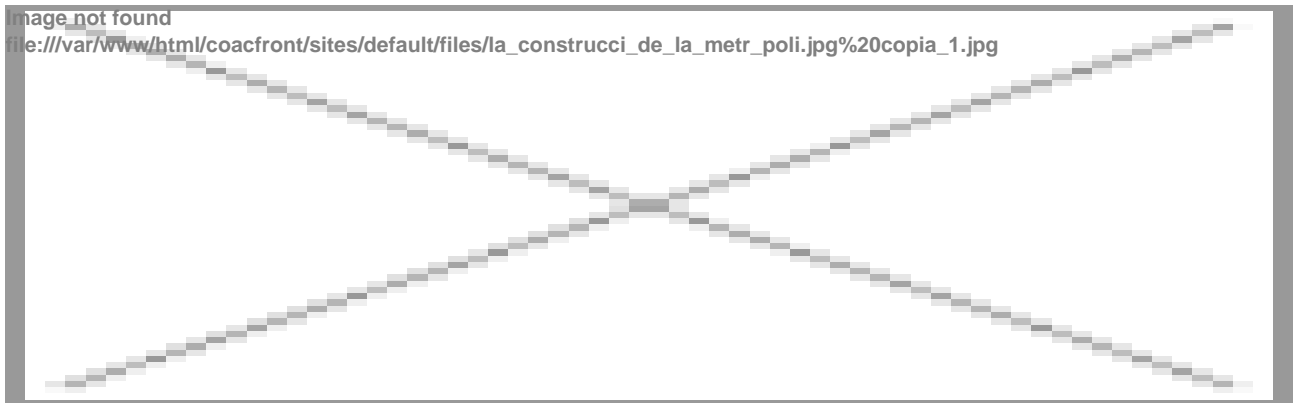 Image not found
file:///var/www/html/coacfront/sites/default/files/la_construcci_de_la_metr_poli.jpg%20copia_1.jpg